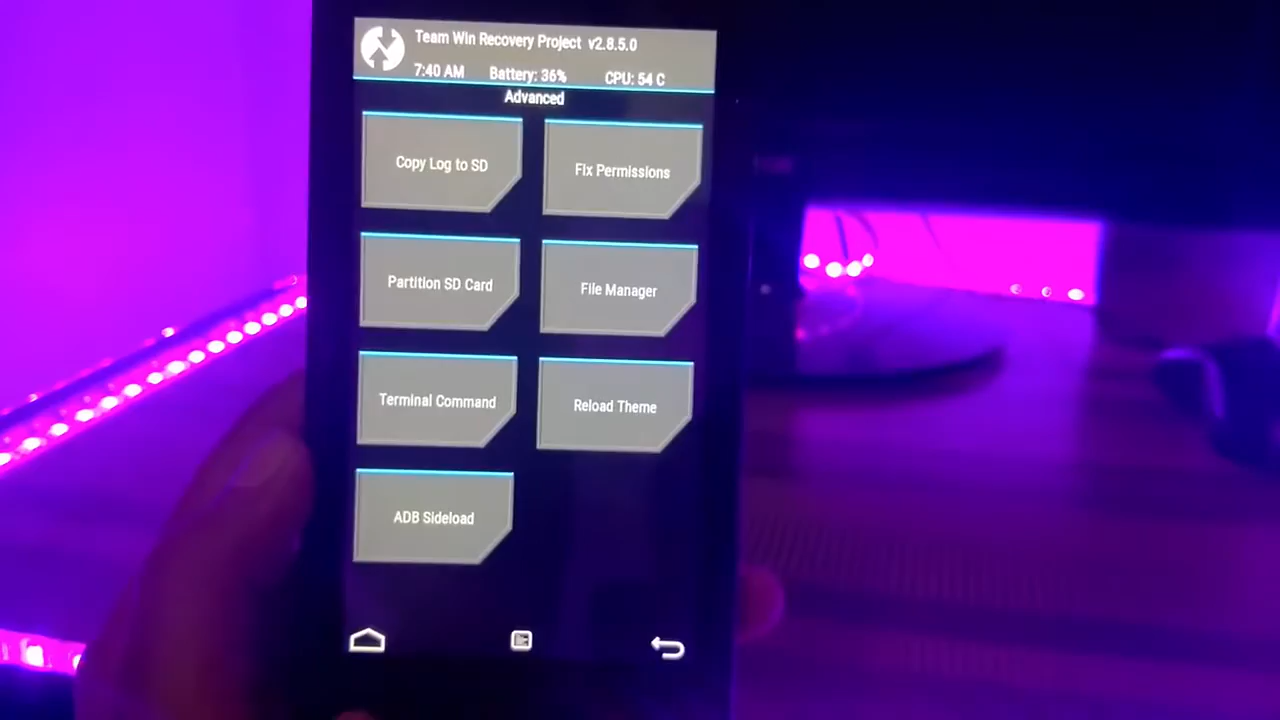 Team Win Recovery Project v2.8.5.0
7:40 AM Battery: 36% CPU: 54 C
Advanced
Copy Log to SD
Fix Permissions
Partition SD Card
File Manager
Terminal Command
Reload Theme
ADB Sideload